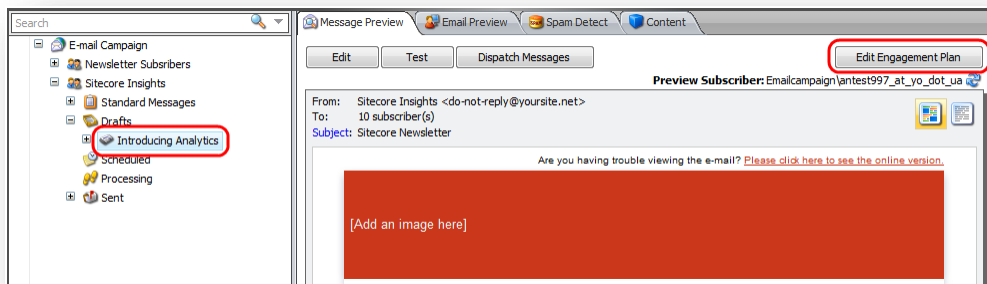 Search
E-mail Campaign
Newsletter Subsribers
Sitecore Insights
Standard Messages
Drafts
Introducing Analytics
Scheduled
Processing
Sent
Message Preview Email Preview Spam Detect Content
Edit Test Dispatch Messages Edit Engagement Plan
Preview Subscriber: Emailcampaign\antest997_at_yo_dot_ua
From: Sitecore Insights <do-not-reply@yoursite.net>
To: 10 subscriber(s)
Subject: Sitecore Newsletter
Are you having trouble viewing the e-mail? Please click here to see the online version.
[Add an image here]